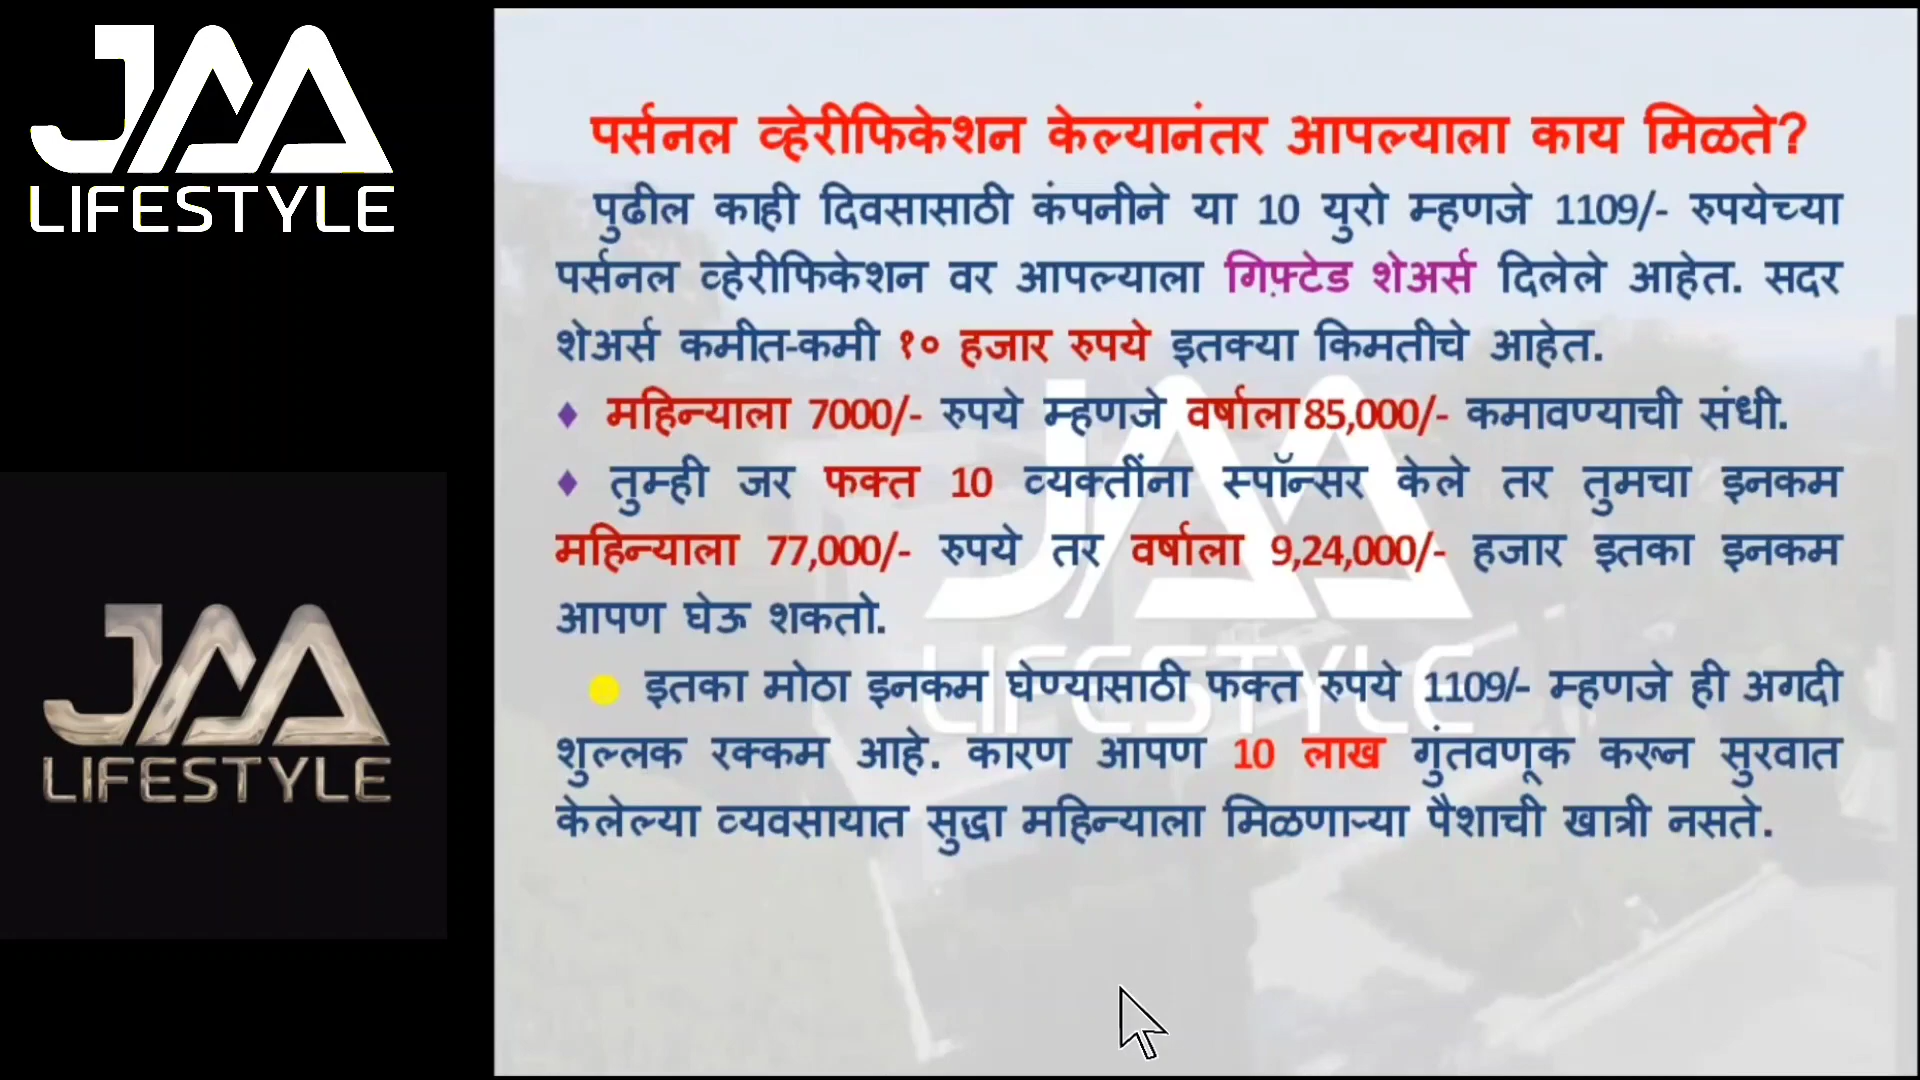 JAA
LIFESTYLE
JAA
LIFESTYLE
पर्सनल व्हेरीफिकेशन केल्यानंतर आपल्याला काय मिळते?
पुढील काही दिवसासाठी कंपनीने या 10 युरो म्हणजे 1109/- रुपयेच्या
पर्सनल व्हेरीफिकेशन वर आपल्याला गिफ़्टेड शेअर्स दिलेले आहेत. सदर
शेअर्स कमीत-कमी १० हजार रुपये इतक्या किमतीचे आहेत.
♦ महिन्याला 7000/- रुपये म्हणजे वर्षाला 85,000/- कमावण्याची संधी.
♦ तुम्ही जर फक्त 10 व्यक्तींना स्पॉन्सर केले तर तुमचा इनकम
महिन्याला 77,000/- रुपये तर वर्षाला 9,24,000/- हजार इतका इनकम
आपण घेऊ शकतो.
इतका मोठा इनकम घेण्यासाठी फक्त रुपये 1109/- म्हणजे ही अगदी
शुल्लक रक्कम आहे. कारण आपण 10 लाख गुंतवणूक करून सुरवात
केलेल्या व्यवसायात सुद्धा महिन्याला मिळणाऱ्या पैशाची खात्री नसते.
JAA
LIFESTYLE